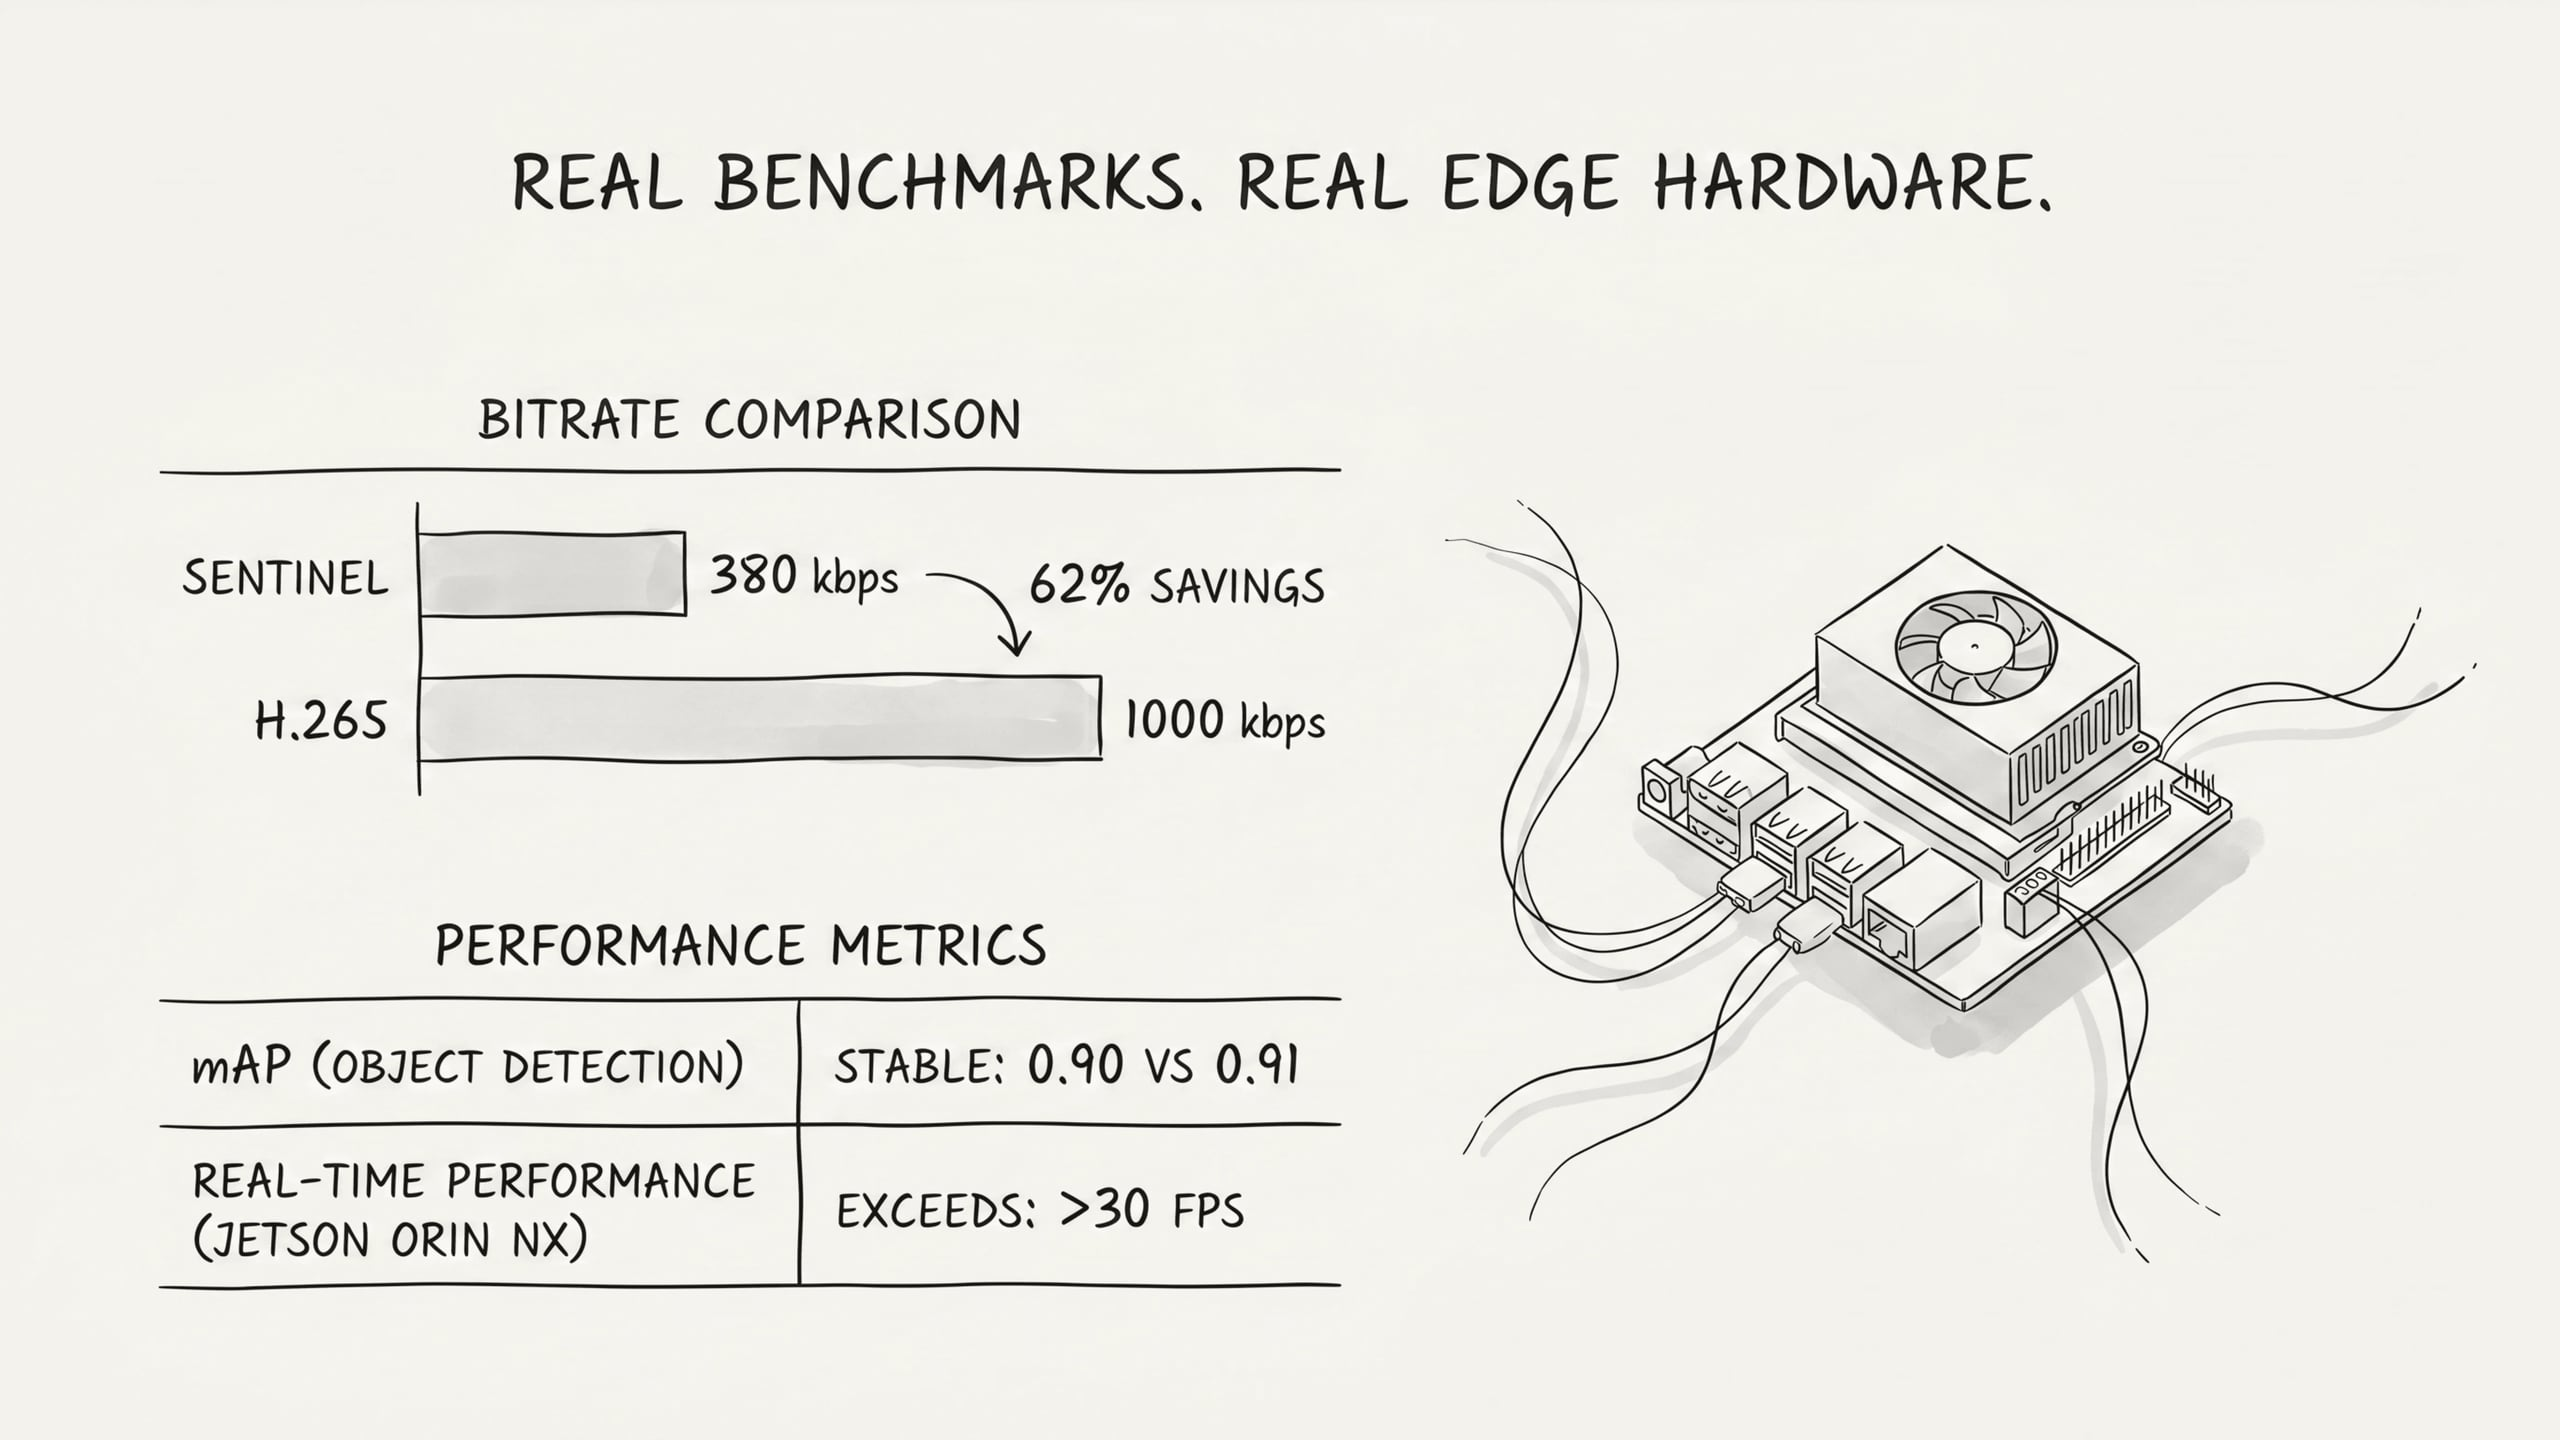 REAL BENCHMARKS. REAL EDGE HARDWARE.
BITRATE COMPARISON
SENTINEL 380 kbps 62% SAVINGS
H.265 1000 kbps
PERFORMANCE METRICS
mAP (OBJECT DETECTION) STABLE: 0.90 VS 0.91
REAL-TIME PERFORMANCE
(JETSON ORIN NX)
EXCEEDS: >30 FPS